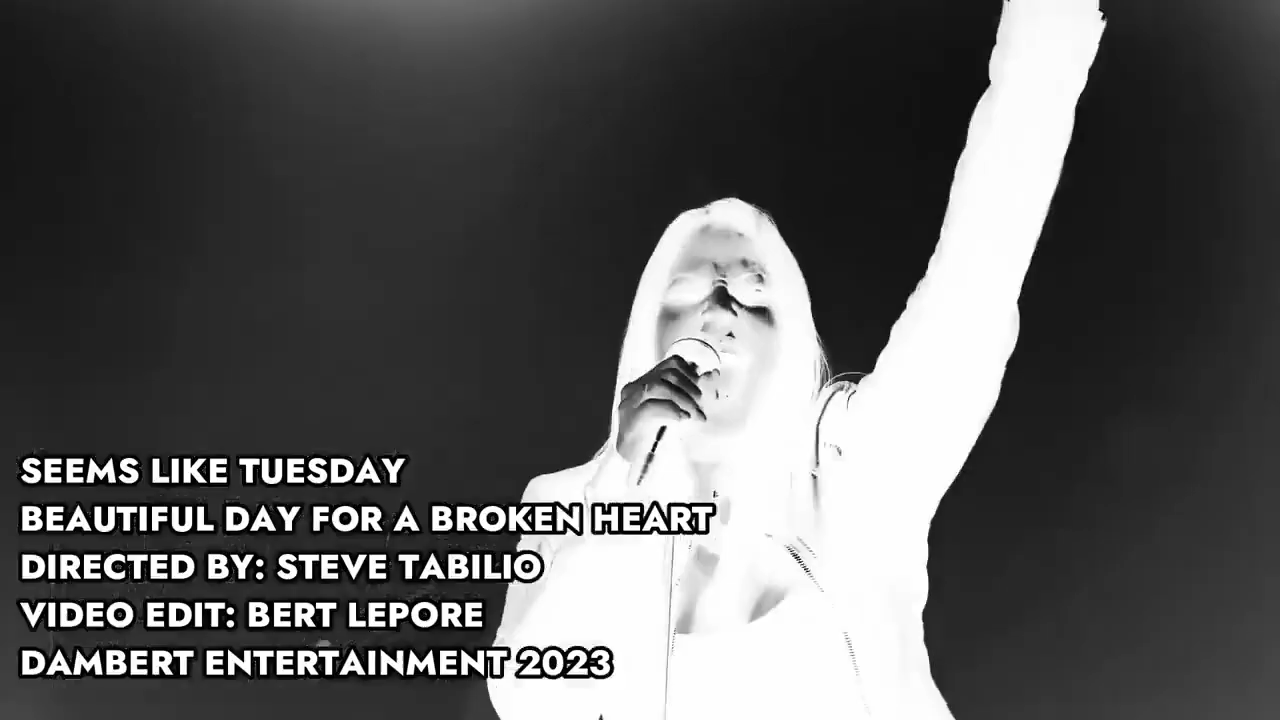 SEEMS LIKE TUESDAY
BEAUTIFUL DAY FOR A BROKEN HEART
DIRECTED BY: STEVE TABILIO
VIDEO EDIT: BERT LEPORE
DAMBERT ENTERTAINMENT 2023